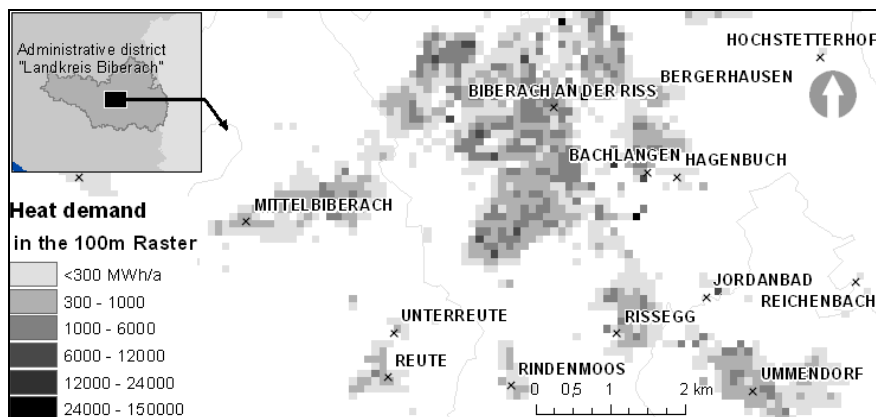 Administrative district
"Landkreis Biberach"
HOCHSTETTERHOF
BERGERHAUSEN
BIBERACH AN DER RISS
BACHLANGEN
HAGENBUCH
MITTELBIBERACH
Heat demand
in the 100m Raster
<300 MWh/a
300 - 1000
1000 - 6000
6000 - 12000
12000 - 24000
24000 - 150000
JORDANBAD
REICHENBACH
UNTERREUTE
RISSEGG
REUTE
RINDENMOOS
UMMENDORF
0 0,5 1 2 km